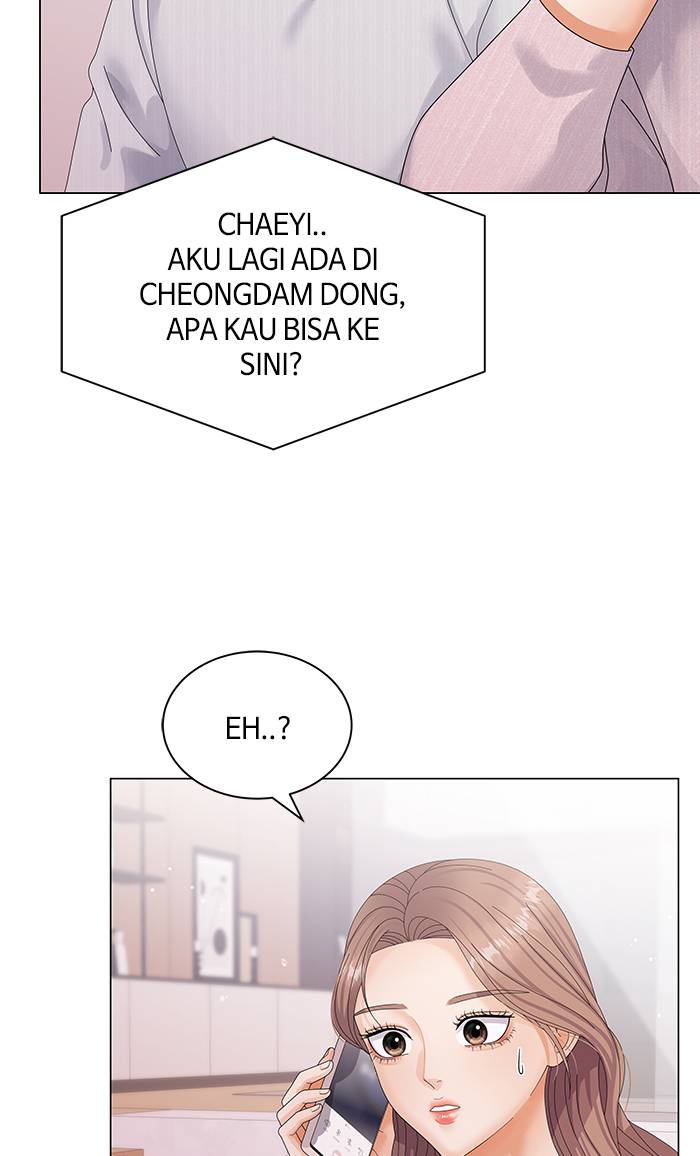 CHAEYI..
AKU LAGI ADA DI
CHEONGDAM DONG,
APA KAU BISA KE
SINI?
EH..?